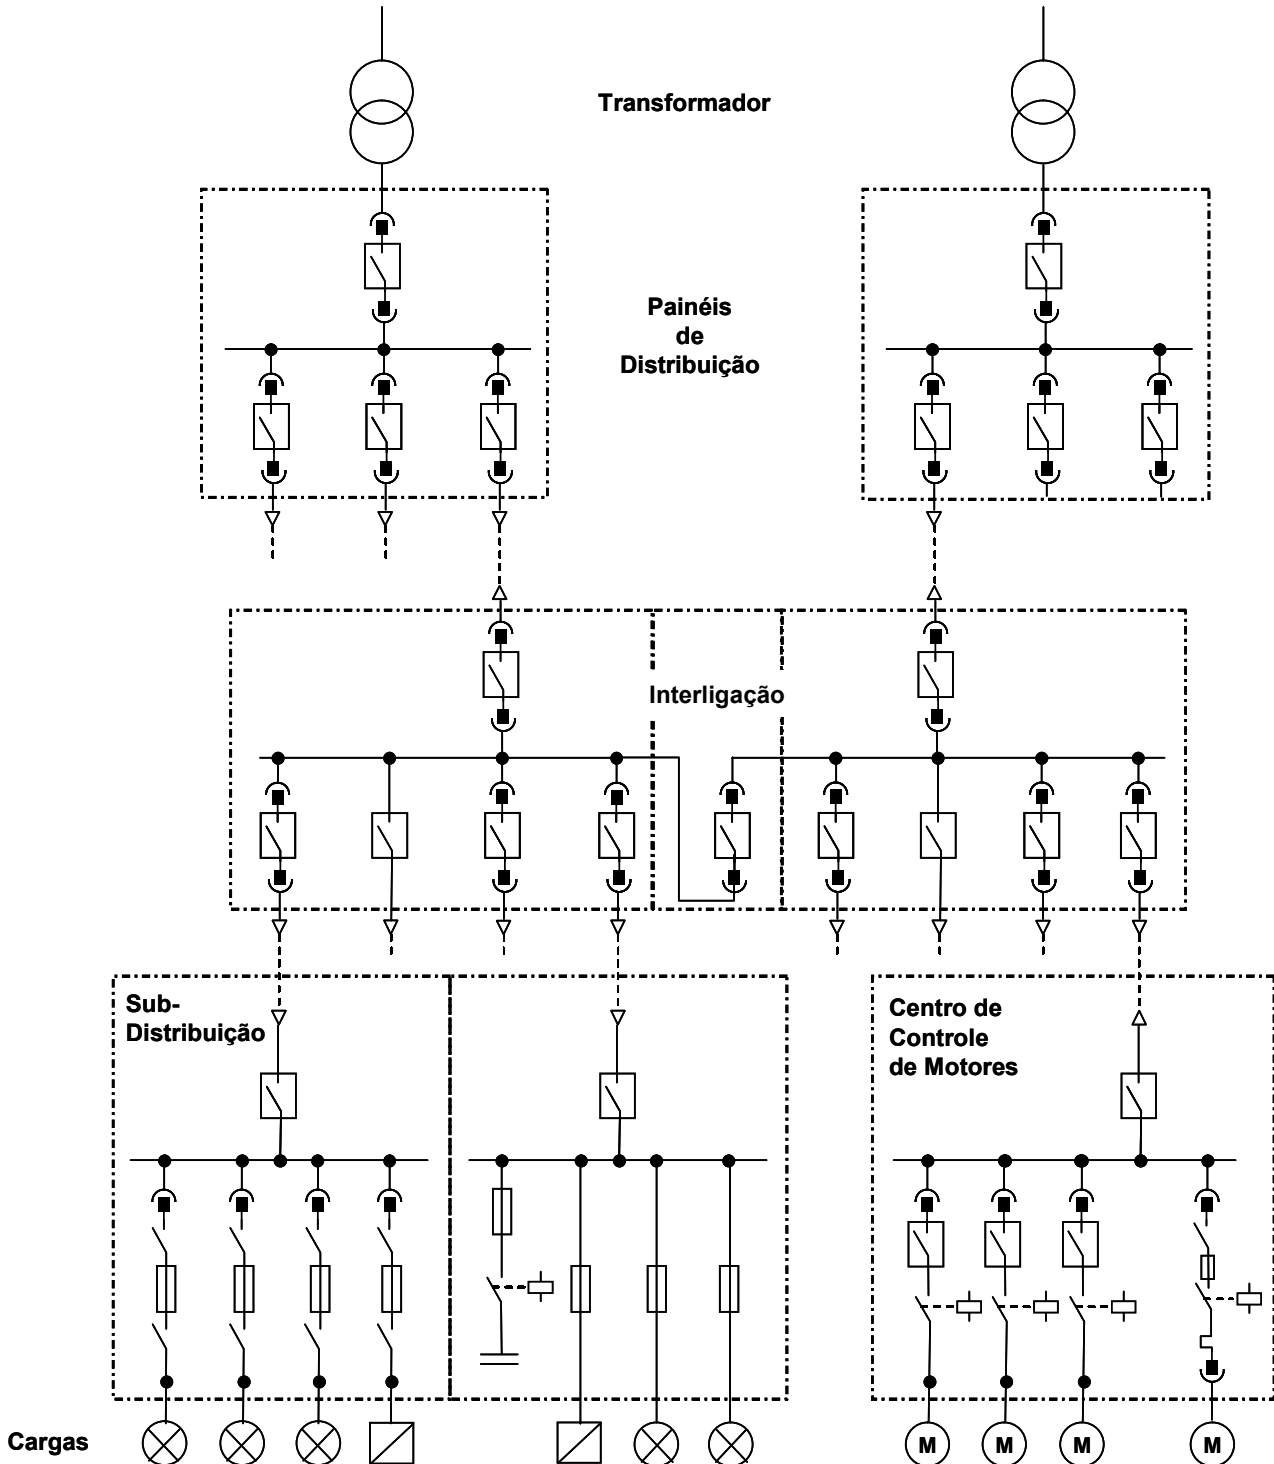 Transformador
Painéis
de
Distribuição
Interligação
Sub-
Distribuição
Centro de
Controle
de Motores
Cargas
M
M
M
M